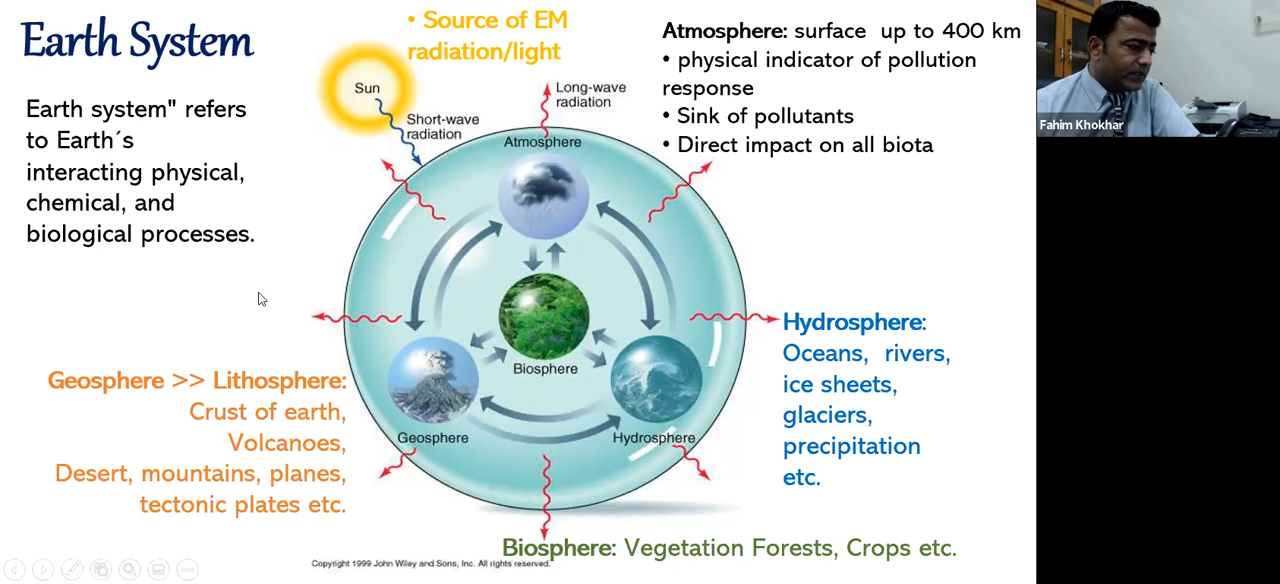 Earth System
Earth system" refers
to Earth´s
interacting physical,
chemical, and
biological processes.
• Source of EM
radiation/light
Sun
Short-wave
radiation
Long-wave
radiation
Atmosphere: surface up to 400 km
• physical indicator of pollution
response
• Sink of pollutants
• Direct impact on all biota
Fahim Khokhar
Atmosphere
Biosphere
Geosphere
Hydrosphere
Hydrosphere:
Oceans, rivers,
ice sheets,
glaciers,
precipitation
etc.
Geosphere >> Lithosphere:
Crust of earth,
Volcanoes,
Desert, mountains, planes,
tectonic plates etc.
Biosphere: Vegetation Forests, Crops etc.
Copyright 1999 John Wiley and Sons, Inc. All rights reserved.